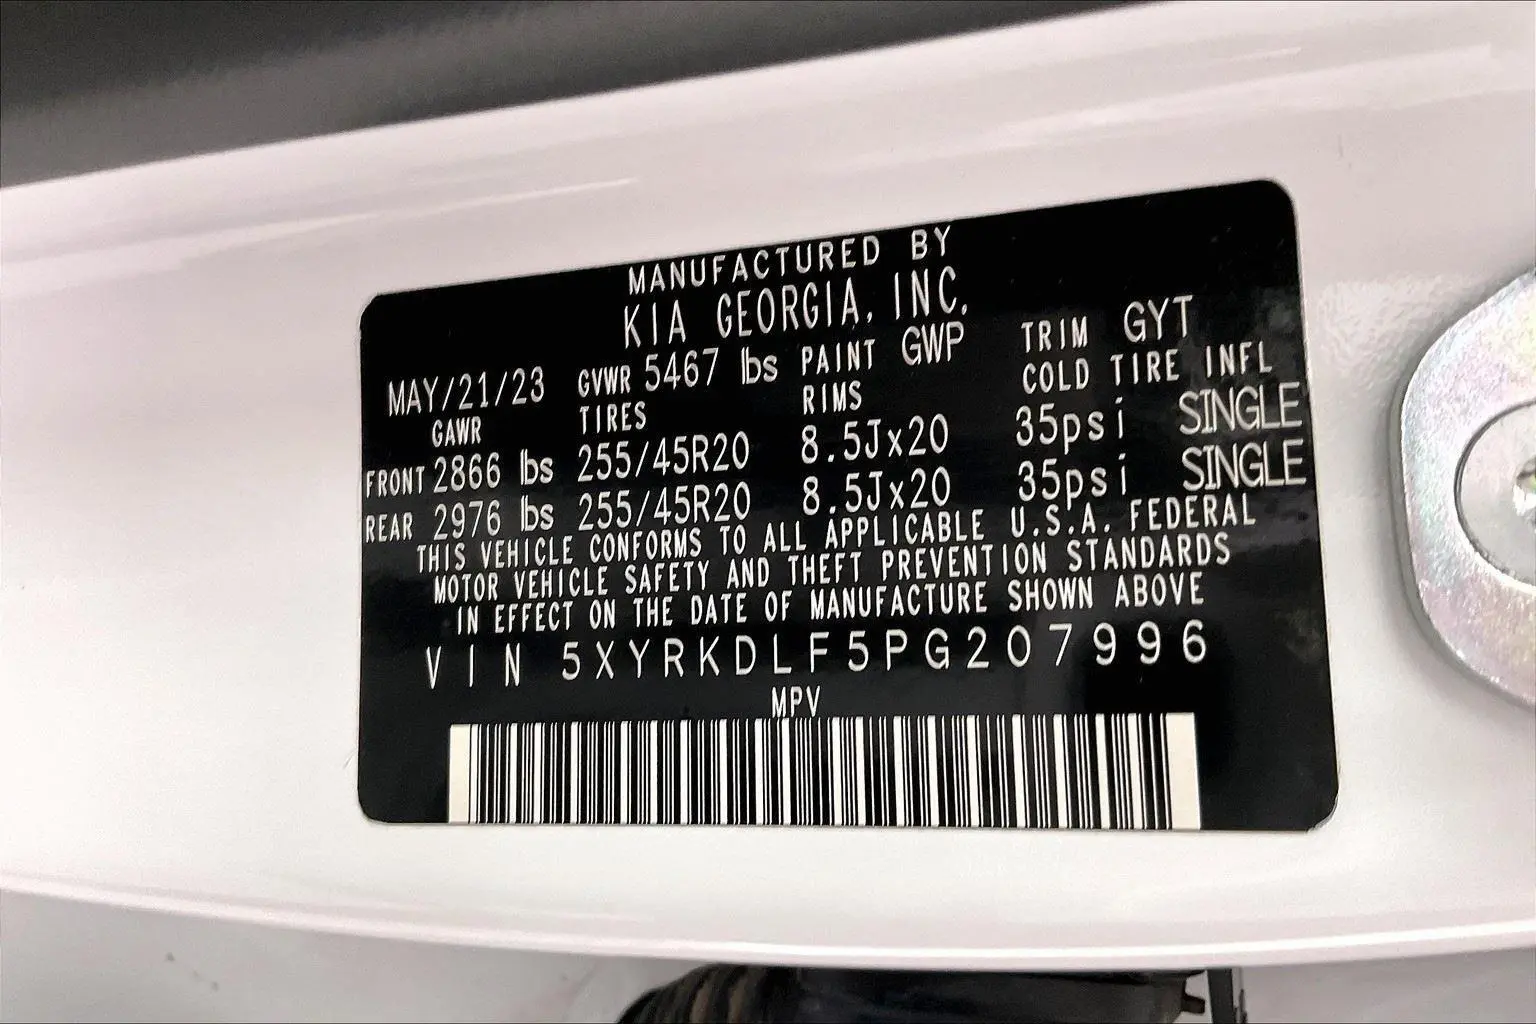 MANUFACTURED BY
KIA GEORGIA, INC.
MAY/21/23 GVWR 5467 lbs PAINT GWP TRIM GYT
GAWR TIRES RIMS COLD TIRE INFL
FRONT 2866 lbs 255/45R20 8.5Jx20 35psi SINGLE
REAR 2976 lbs 255/45R20 8.5Jx20 35psi SINGLE
THIS VEHICLE CONFORMS TO ALL APPLICABLE U.S.A. FEDERAL
MOTOR VEHICLE SAFETY AND THEFT PREVENTION STANDARDS
IN EFFECT ON THE DATE OF MANUFACTURE SHOWN ABOVE
VIN 5XYRKDLF5PG207996
MPV